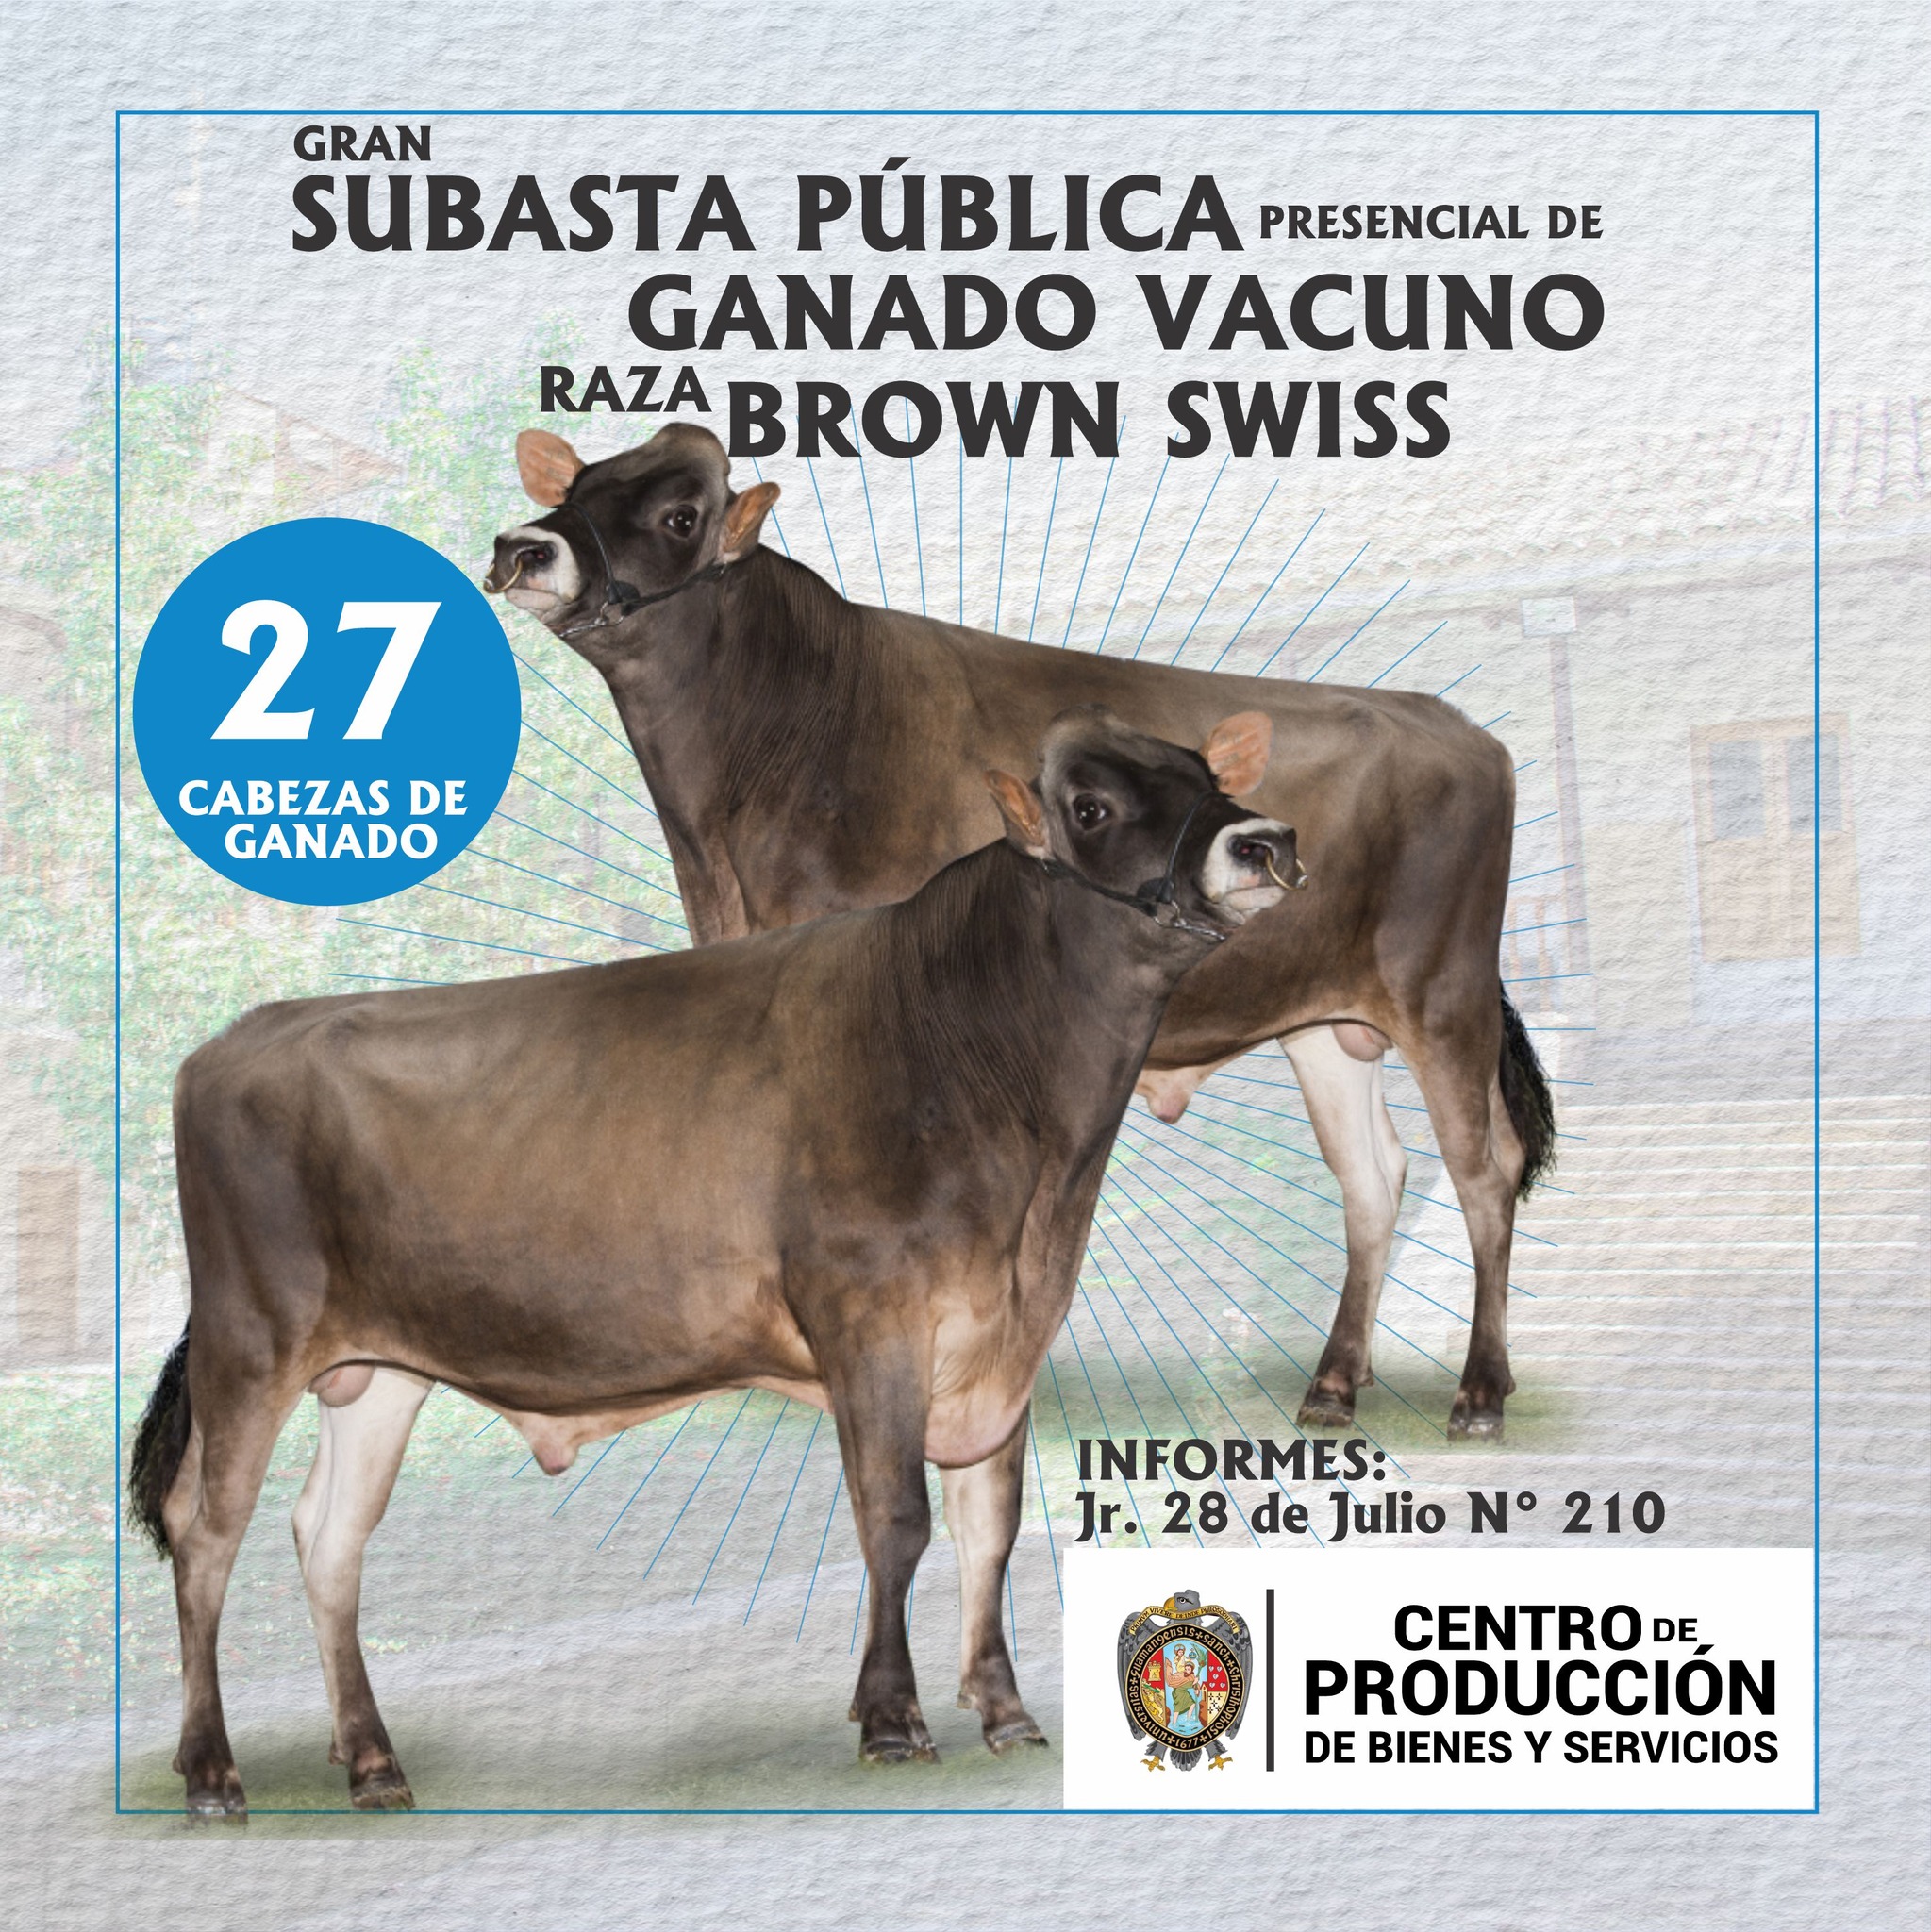 GRAN
SUBASTA PÚBLICA PRESENCIAL DE
GANADO VACUNO
RAZA BROWN SWISS
27
CABEZAS DE
GANADO
INFORMES:
Jr. 28 de Julio N° 210
CENTRO DE
PRODUCCIÓN
DE BIENES Y SERVICIOS
1677